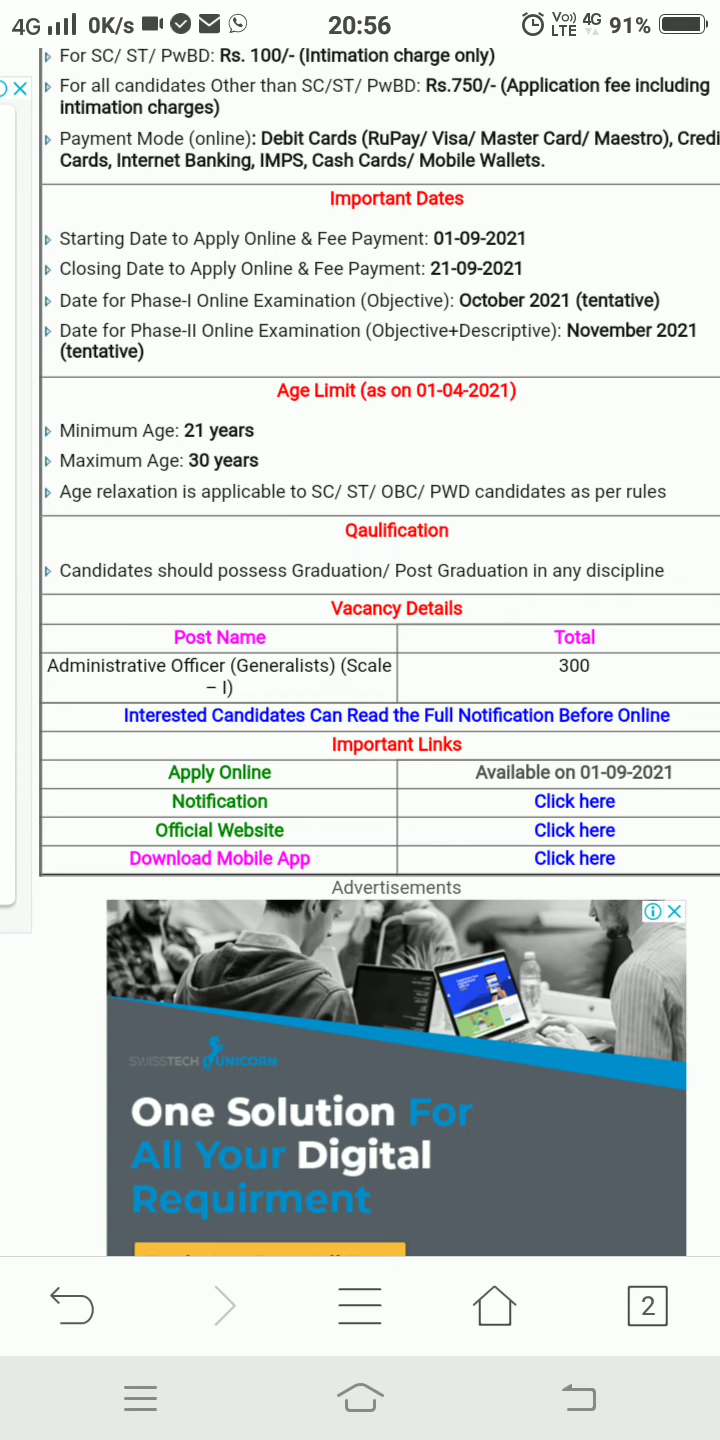 4G 0K/s 20:56 Vo)) LTE 4G 91%
For SC/ ST/ PwBD: Rs. 100/- (Intimation charge only)
For all candidates Other than SC/ST/ PwBD: Rs.750/- (Application fee including
intimation charges)
Payment Mode (online): Debit Cards (RuPay/ Visa/ Master Card/ Maestro), Credi
Cards, Internet Banking, IMPS, Cash Cards/ Mobile Wallets.
Important Dates
Starting Date to Apply Online & Fee Payment: 01-09-2021
Closing Date to Apply Online & Fee Payment: 21-09-2021
Date for Phase-I Online Examination (Objective): October 2021 (tentative)
Date for Phase-II Online Examination (Objective+Descriptive): November 2021
(tentative)
Age Limit (as on 01-04-2021)
Minimum Age: 21 years
Maximum Age: 30 years
Age relaxation is applicable to SC/ ST/ OBC/ PWD candidates as per rules
Qaulification
Candidates should possess Graduation/ Post Graduation in any discipline
Vacancy Details
Post Name Total
Administrative Officer (Generalists) (Scale 300
– I)
Interested Candidates Can Read the Full Notification Before Online
Important Links
Apply Online Available on 01-09-2021
Notification Click here
Official Website Click here
Download Mobile App Click here
Advertisements
SWISSTECH UNICORN
One Solution For
All Your Digital
Requirment
2